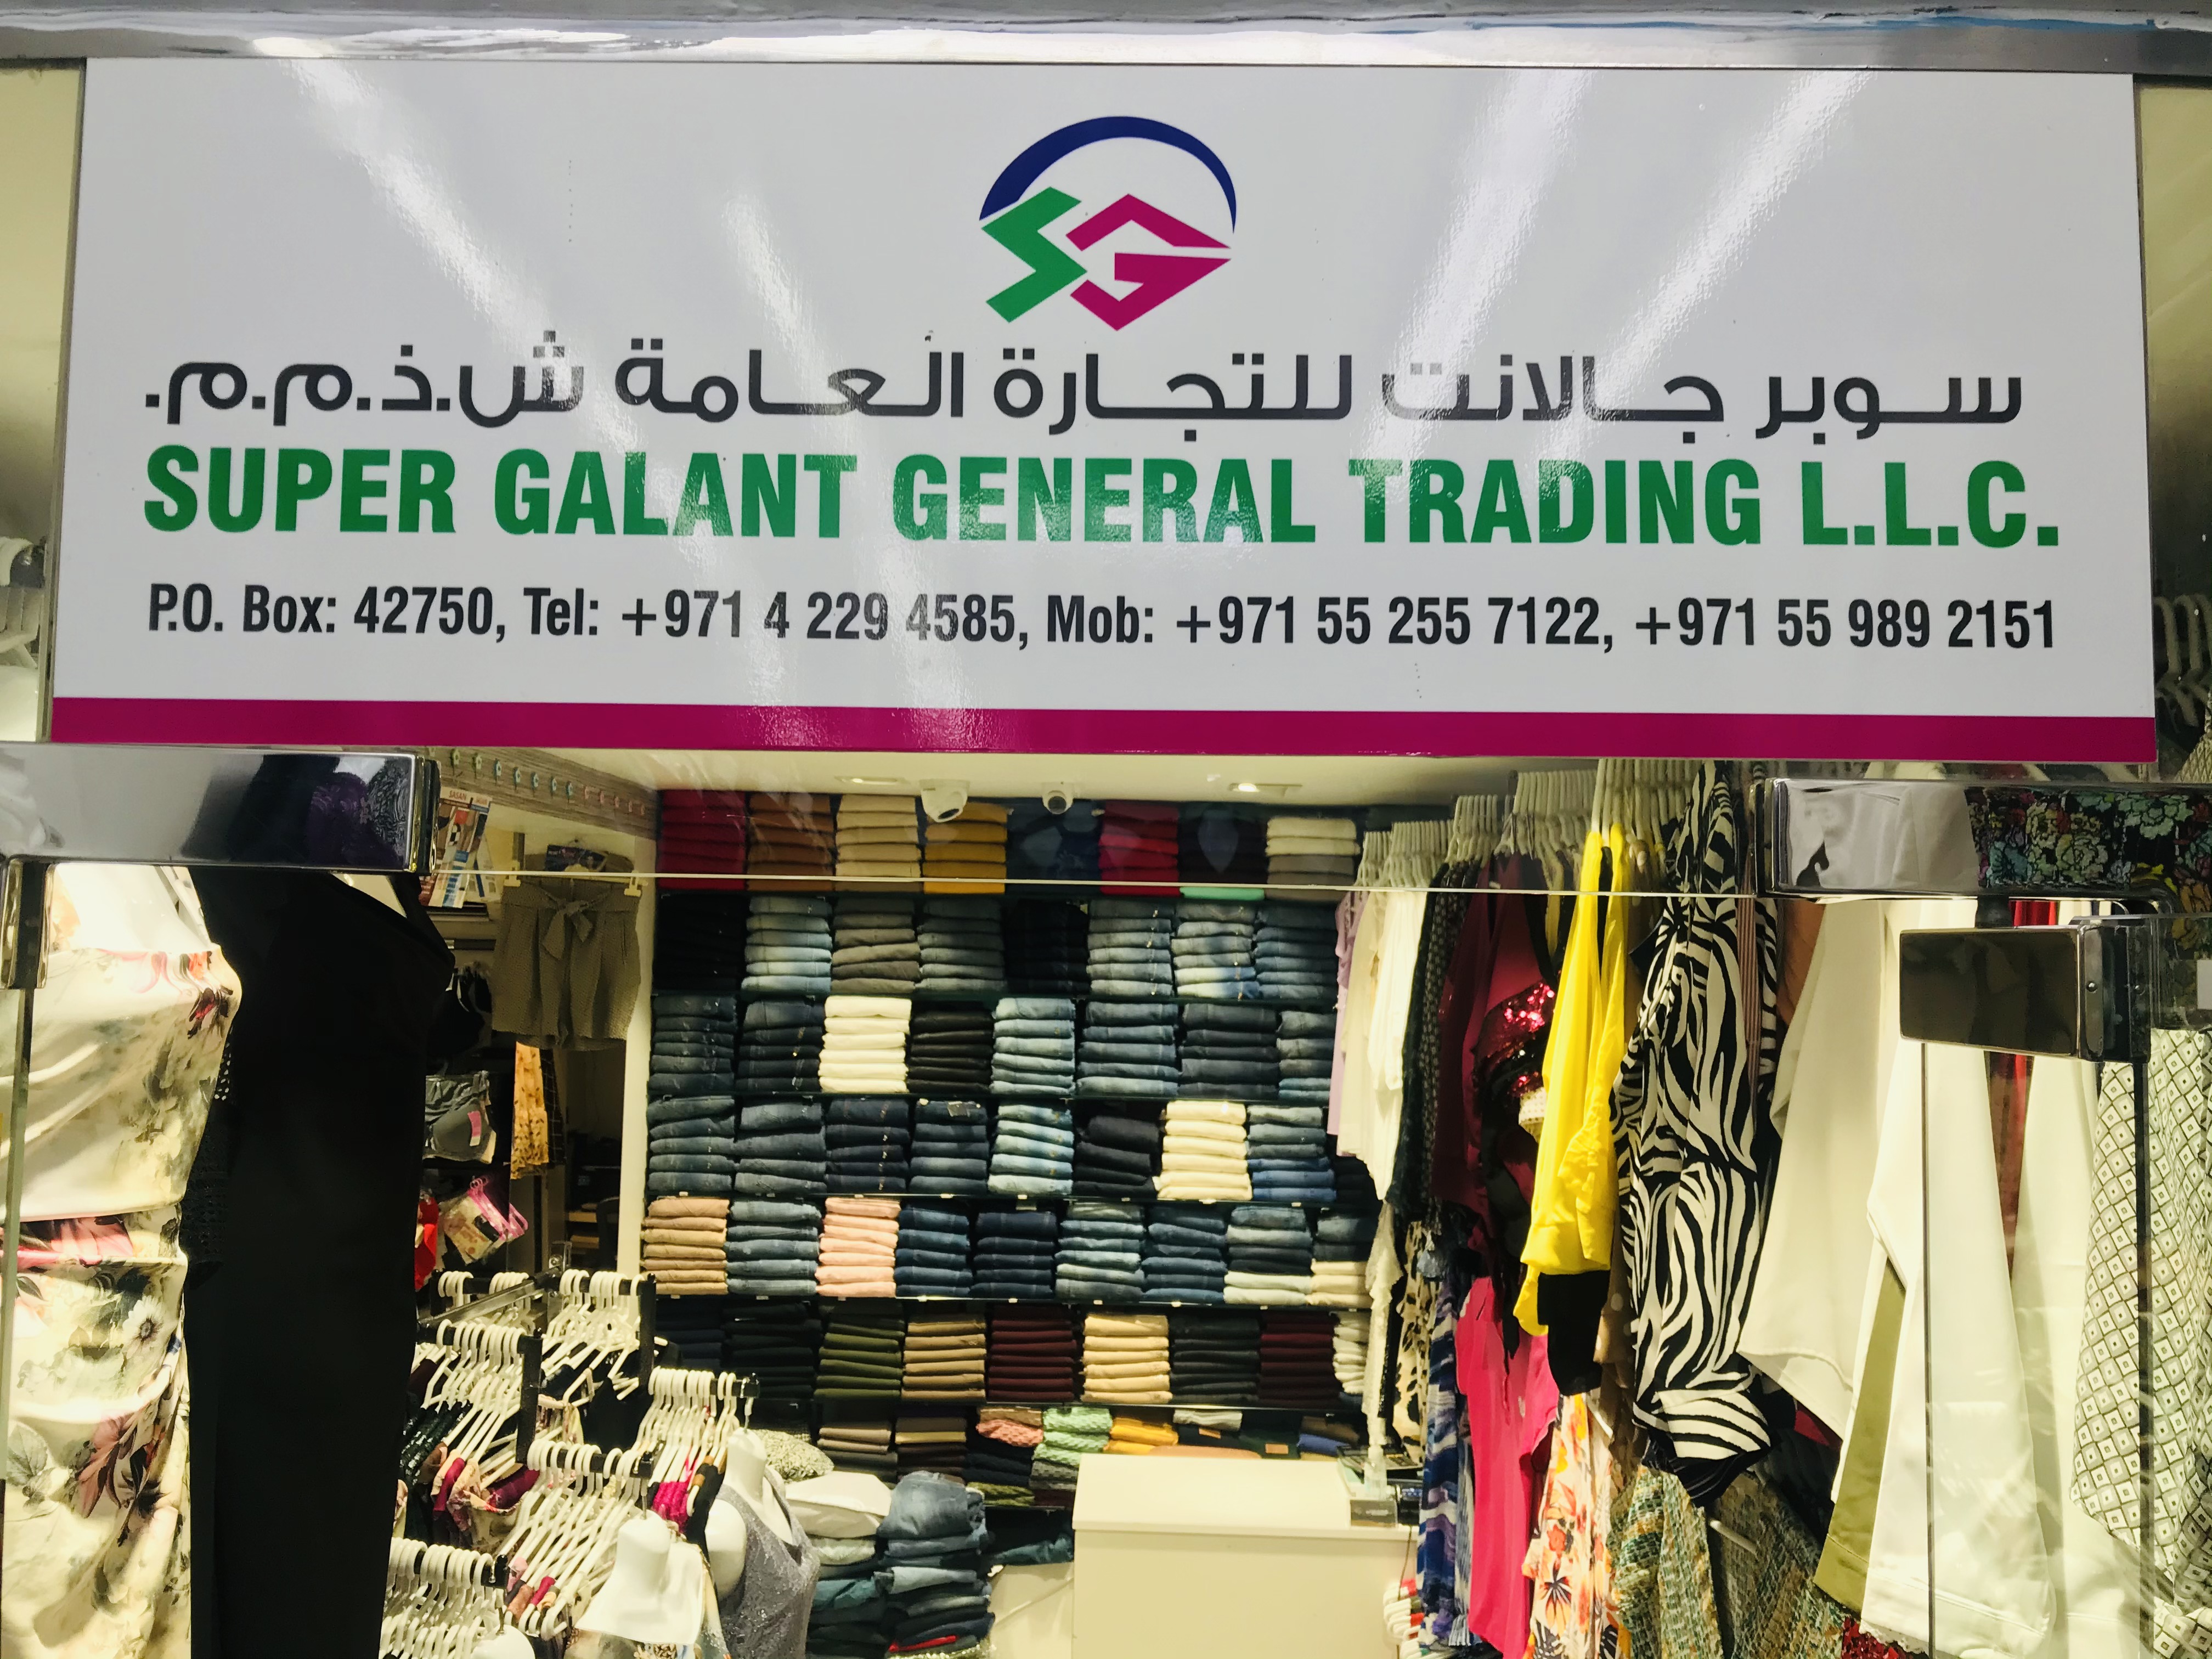 SG
سوبر جالانت للتجارة العامة ش.ذ.م.م.
SUPER GALANT GENERAL TRADING L.L.C.
P.O. Box: 42750, Tel: +971 4 229 4585, Mob: +971 55 255 7122, +971 55 989 2151